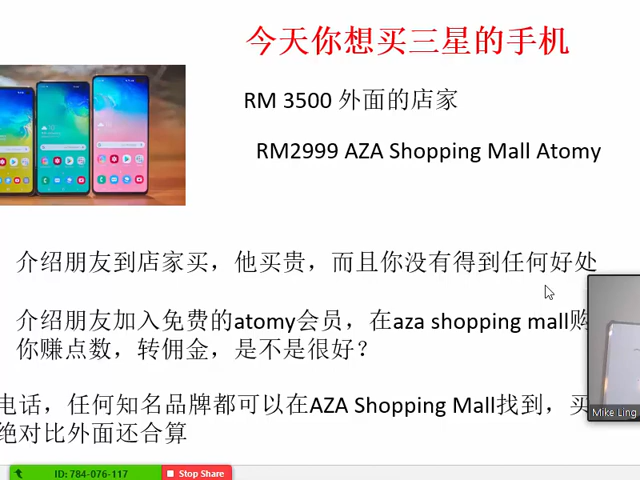 今天你想买三星的手机
RM 3500 外面的店家
RM2999 AZA Shopping Mall Atomy
介绍朋友到店家买，他买贵，而且你没有得到任何好处
介绍朋友加入免费的atomy会员，在aza shopping mall购
你赚点数，转佣金，是不是很好？
电话，任何知名品牌都可以在AZA Shopping Mall找到，买
绝对比外面还合算
Mike Ling
ID: 784-076-117
Stop Share